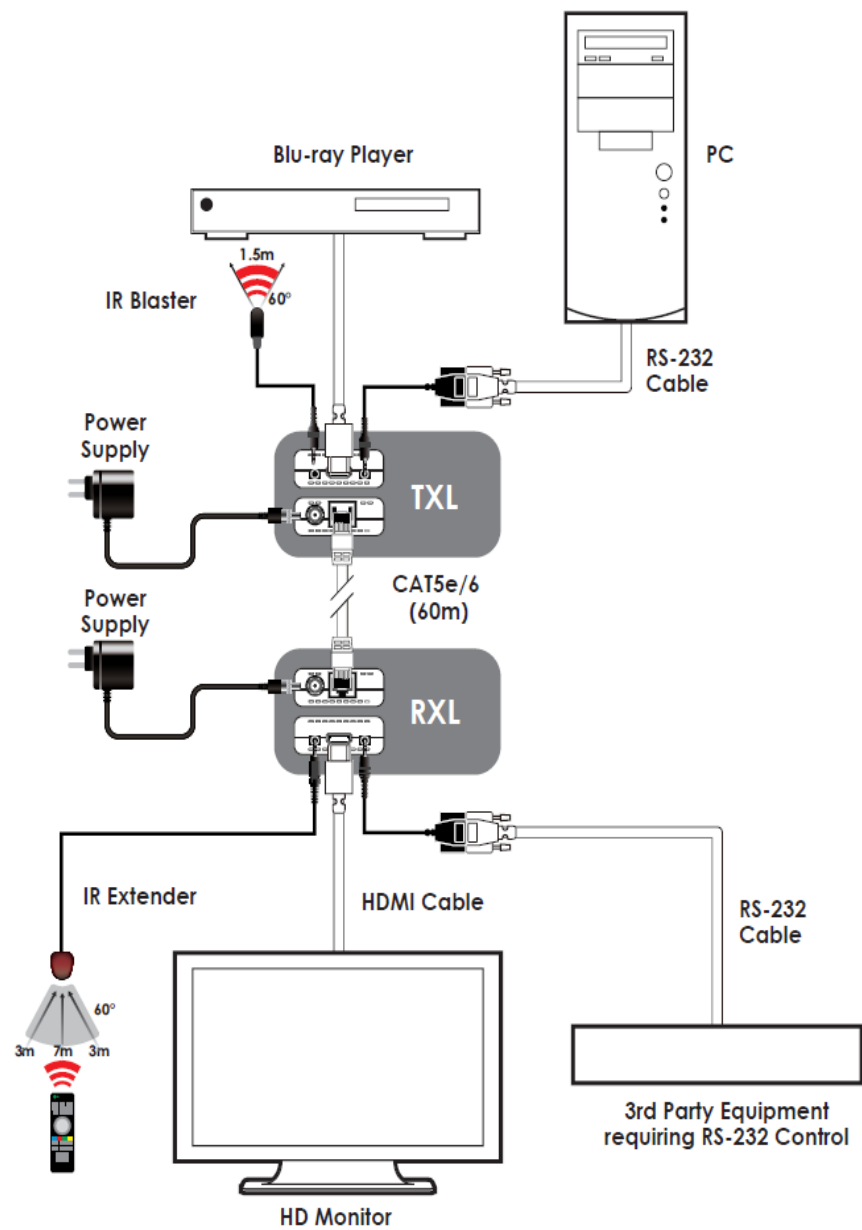 Blu-ray Player
PC
1.5m
60°
IR Blaster
RS-232
Cable
Power
Supply
TXL
CAT5e/6
(60m)
Power
Supply
RXL
IR Extender
HDMI Cable
RS-232
Cable
60°
3m 7m 3m
3rd Party Equipment
requiring RS-232 Control
HD Monitor